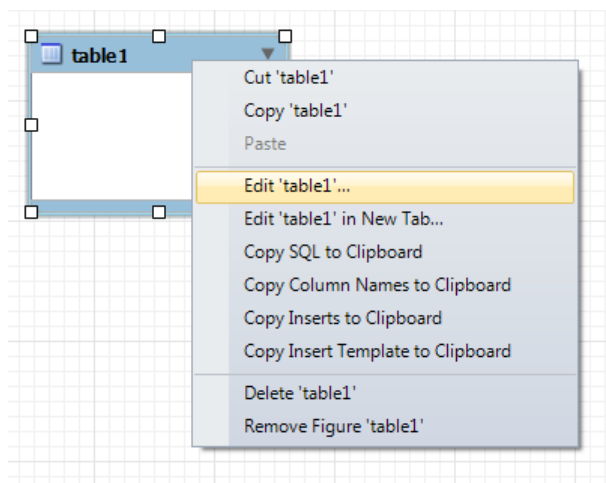 table1
Cut 'table1'
Copy 'table1'
Paste
Edit 'table1'...
Edit 'table1' in New Tab...
Copy SQL to Clipboard
Copy Column Names to Clipboard
Copy Inserts to Clipboard
Copy Insert Template to Clipboard
Delete 'table1'
Remove Figure 'table1'